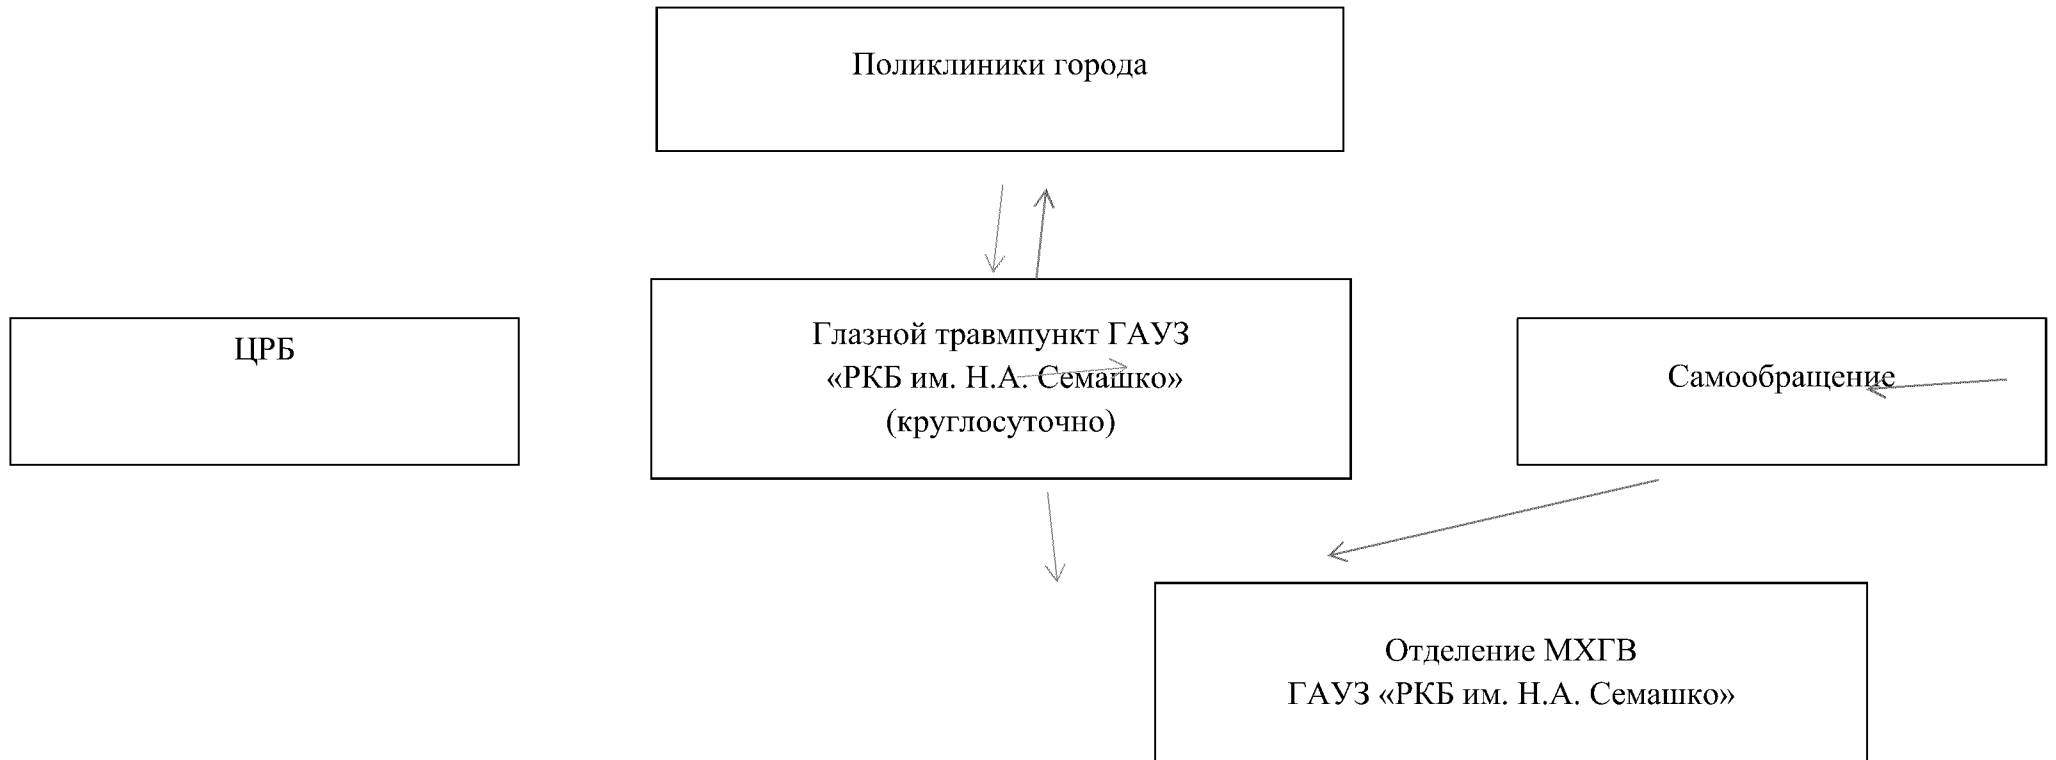 Поликлиники города
ЦРБ
Глазной травмпункт ГАУЗ
«РКБ им. Н.А. Семашко»
(круглосуточно)
Самообращение
Отделение МХГВ
ГАУЗ «РКБ им. Н.А. Семашко»